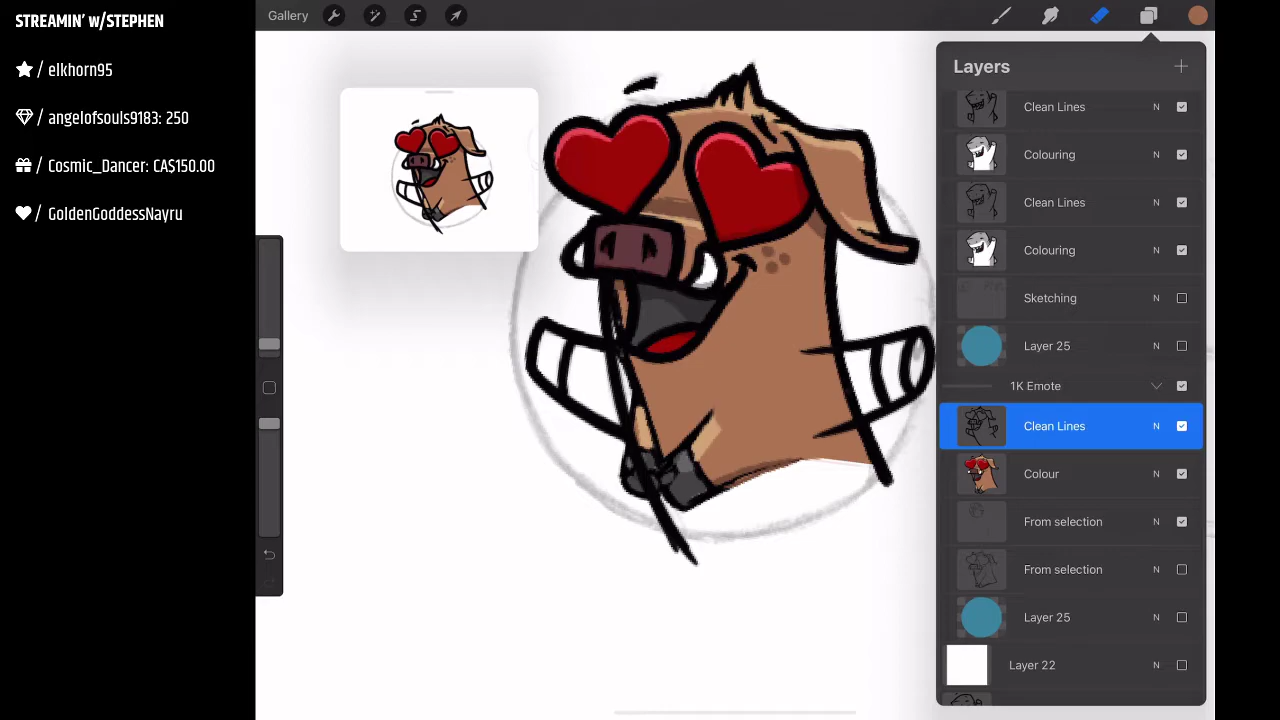 STREAMIN' w/STEPHEN
/ elkhorn95
/ angelofsouls9183: 250
/ Cosmic_Dancer: CA$150.00
/ GoldenGoddessNayru
Gallery
Layers
Clean Lines N
Colouring N
Clean Lines N
Colouring N
Sketching N
Layer 25 N
1K Emote
Clean Lines N
Colour N
From selection N
From selection N
Layer 25 N
Layer 22 N